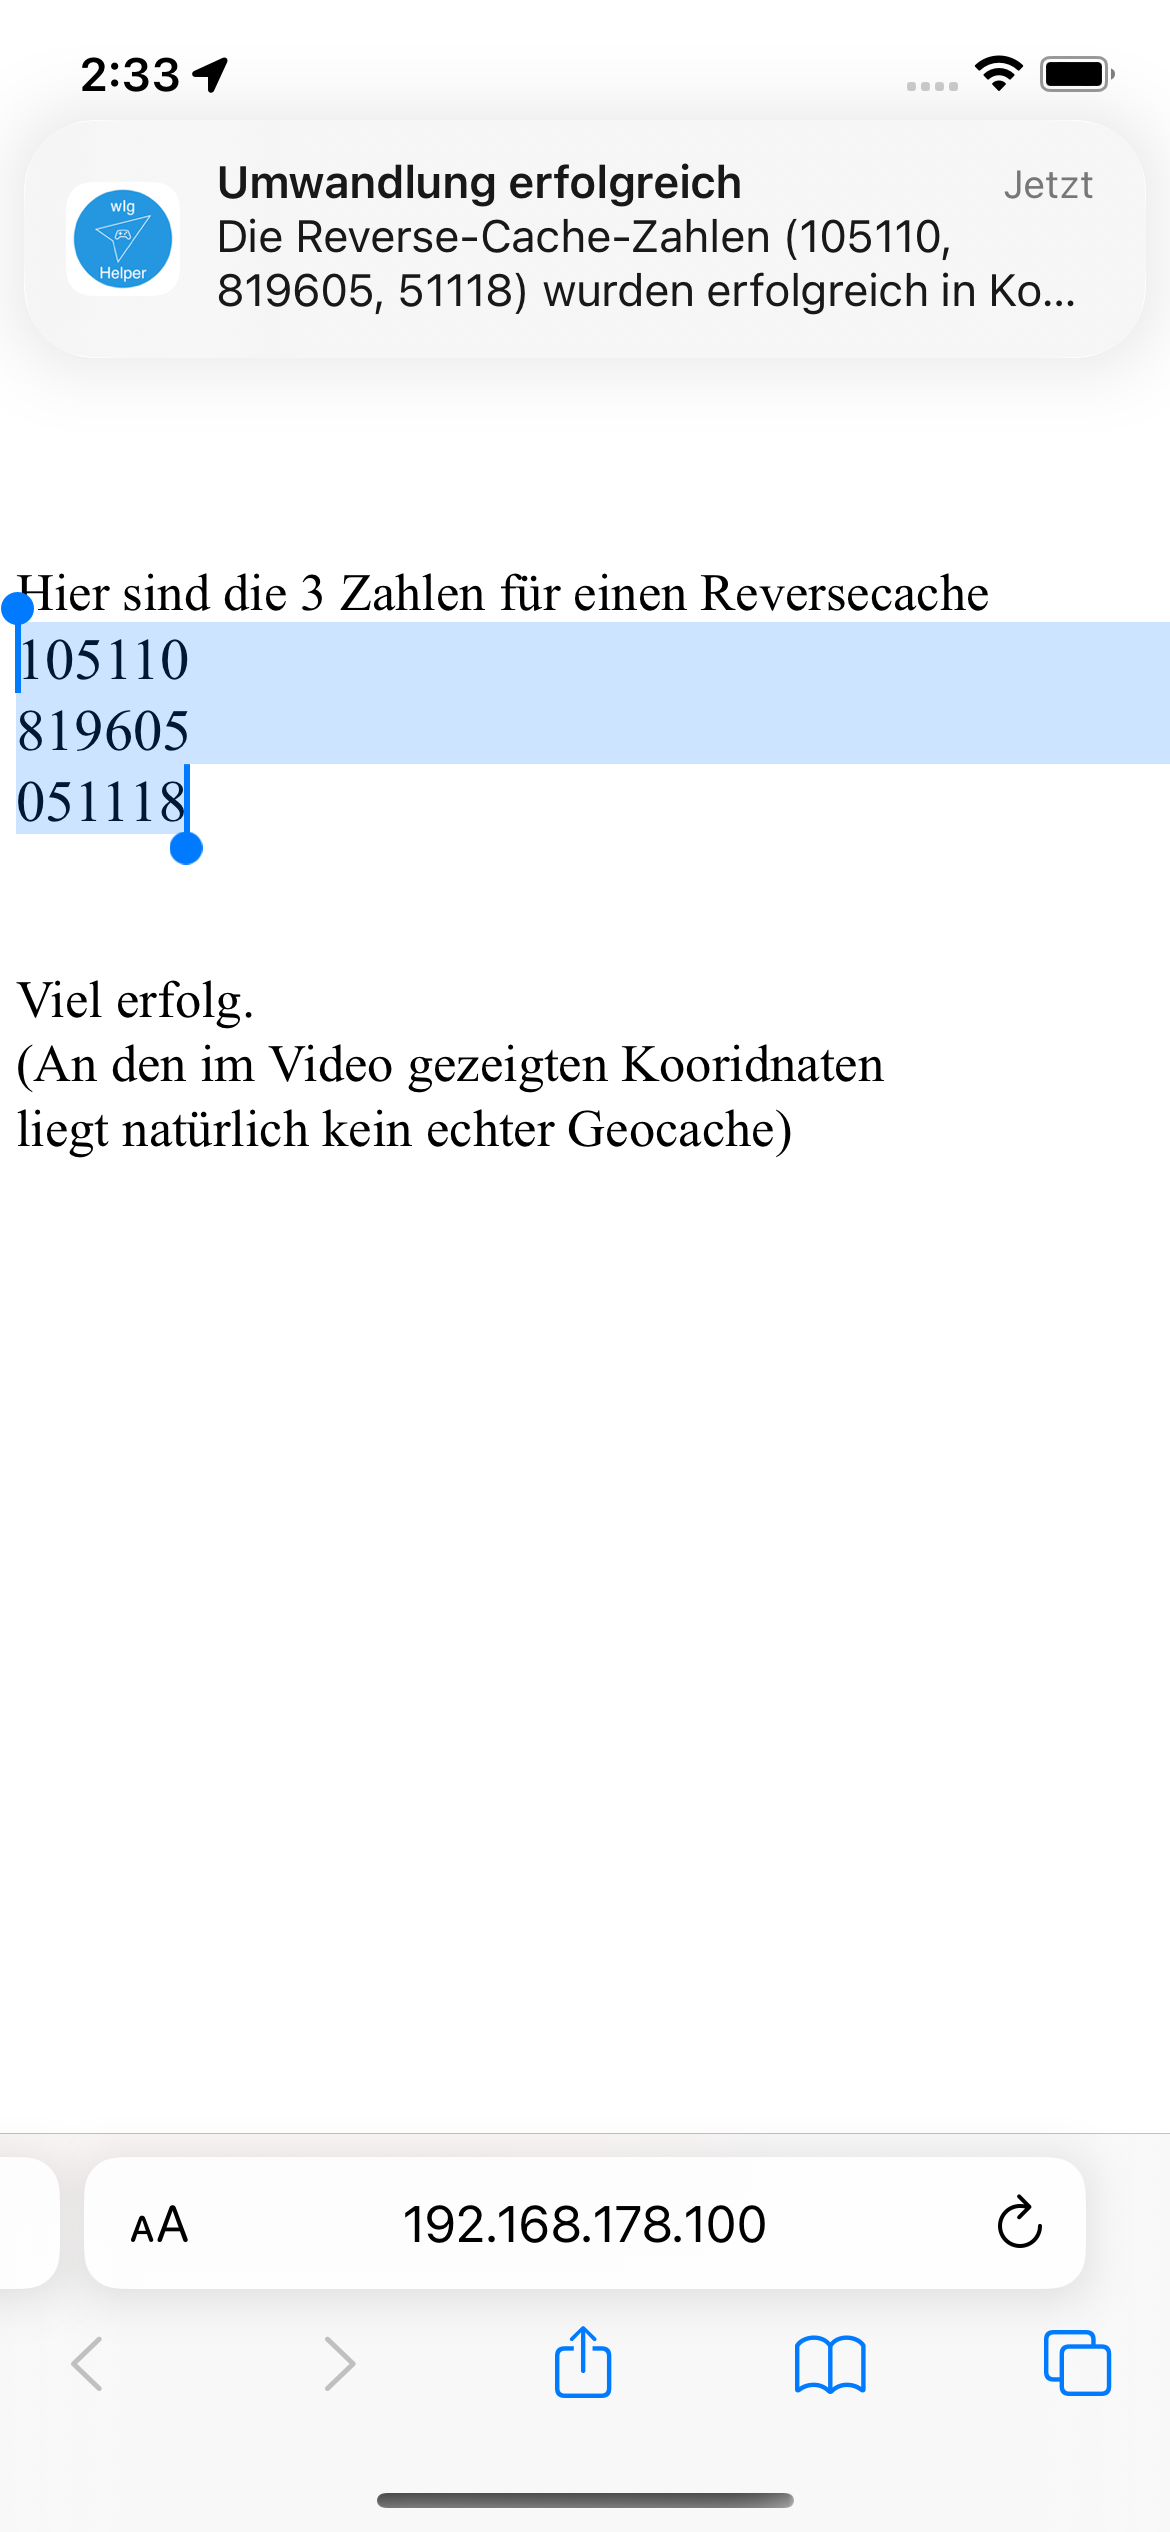 2:33
wlg
Helper
Umwandlung erfolgreich
Jetzt
Die Reverse-Cache-Zahlen (105110,
819605, 51118) wurden erfolgreich in Ko...
Hier sind die 3 Zahlen für einen Reversecache
105110
819605
051118
Viel erfolg.
(An den im Video gezeigten Kooridnaten
liegt natürlich kein echter Geocache)
AA
192.168.178.100